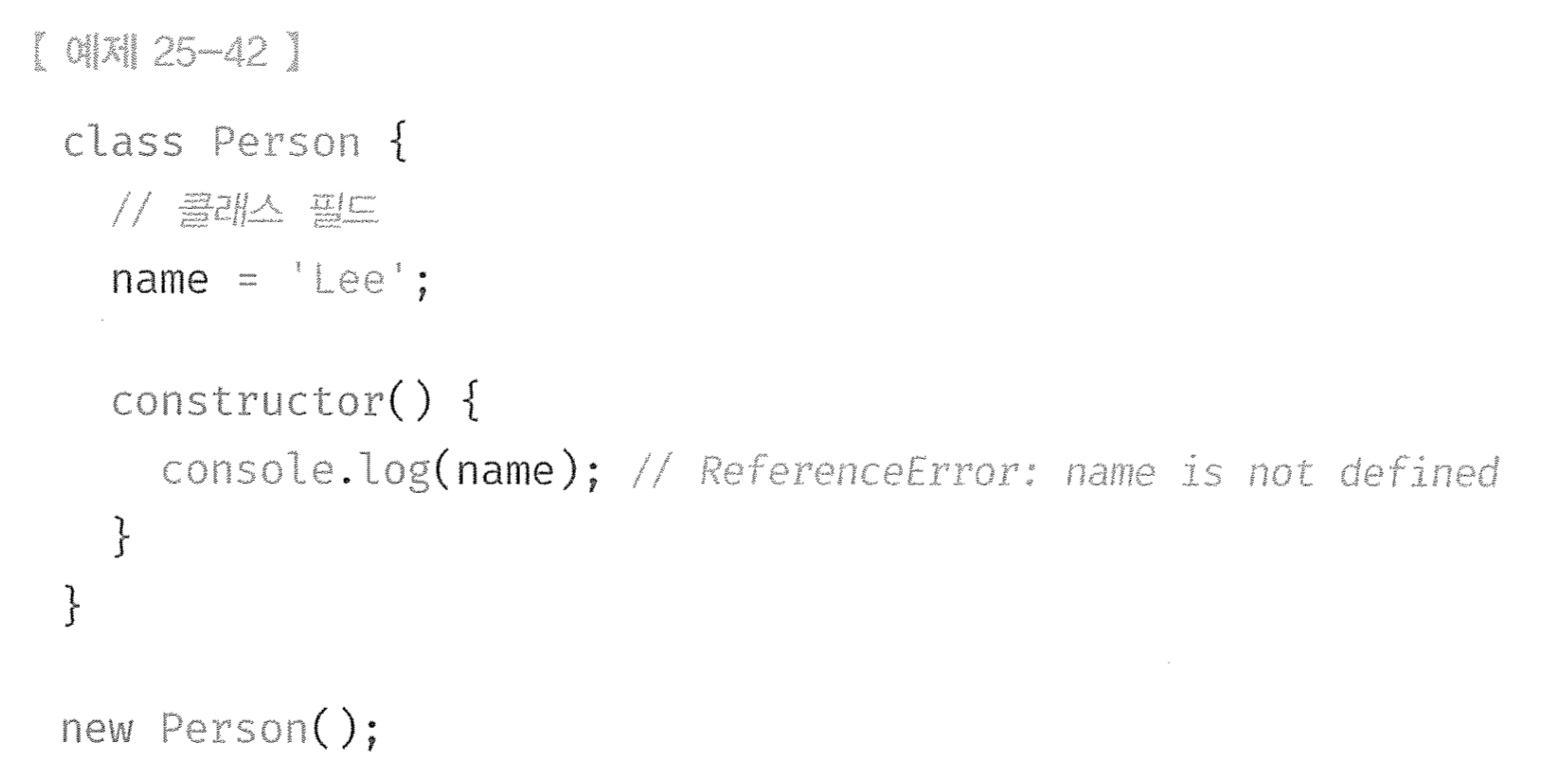 【 예제 25-42 】
class Person {
// 클래스 필드
name = 'Lee';
constructor() {
console.log(name); // ReferenceError: name is not defined
}
}
new Person();